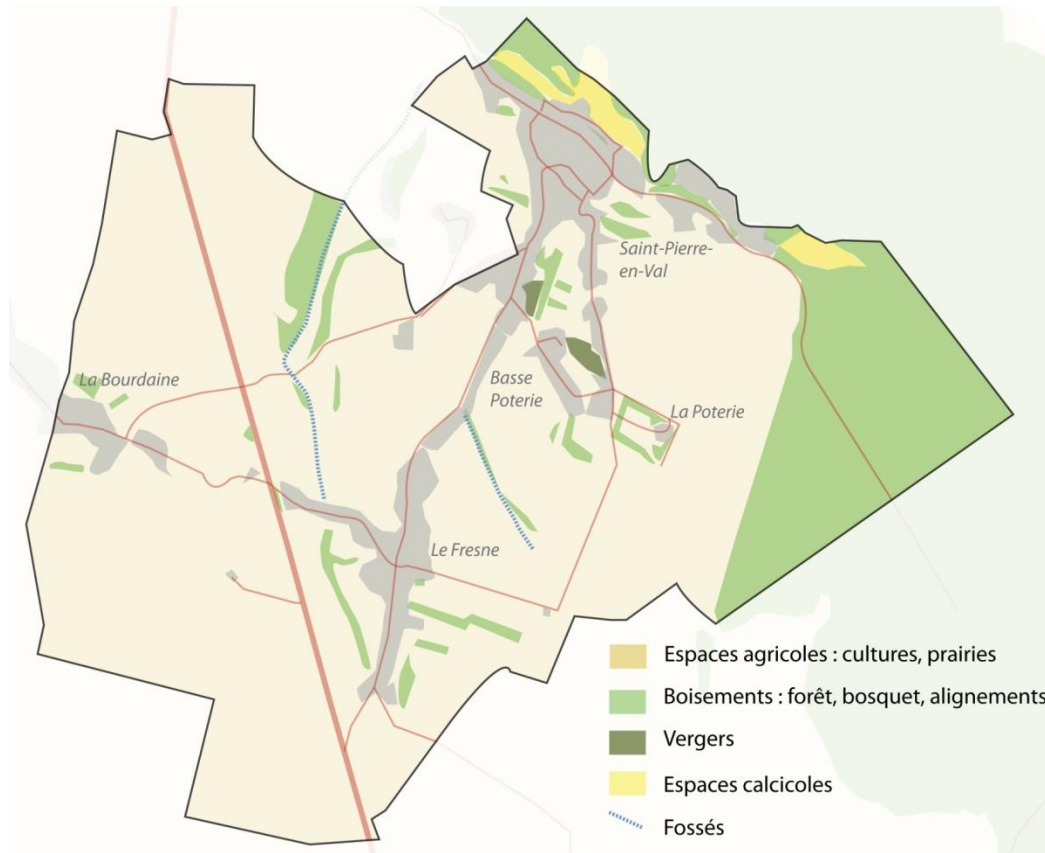 Saint-Pierre-
en-Val
La Bourdaine
Basse
Poterie
La Poterie
Le Fresne
Espaces agricoles : cultures, prairies
Boisements : forêt, bosquet, alignements
Vergers
Espaces calcicoles
Fossés